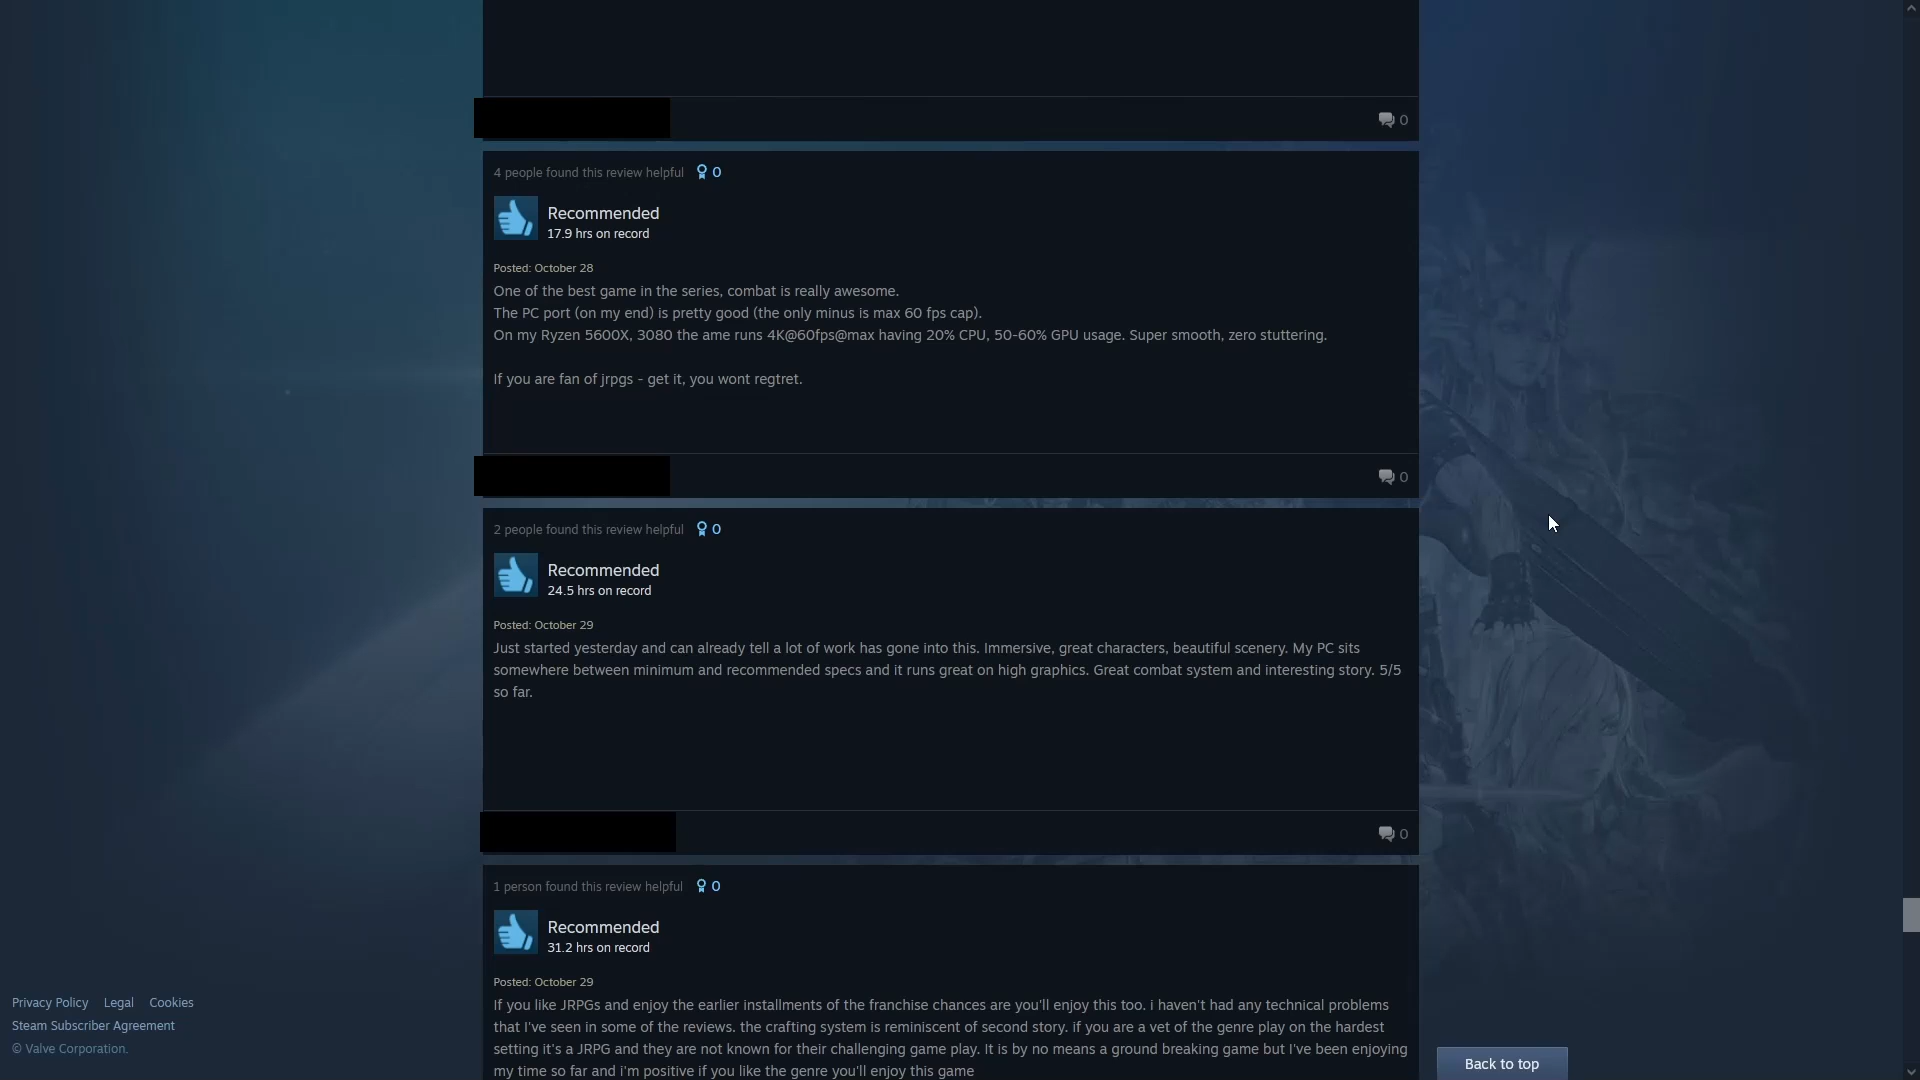 0
4 people found this review helpful 0
Recommended
17.9 hrs on record
Posted: October 28
One of the best game in the series, combat is really awesome.
The PC port (on my end) is pretty good (the only minus is max 60 fps cap).
On my Ryzen 5600X, 3080 the ame runs 4K@60fps@max having 20% CPU, 50-60% GPU usage. Super smooth, zero stuttering.
If you are fan of jrpgs - get it, you wont regtret.
0
2 people found this review helpful 0
Recommended
24.5 hrs on record
Posted: October 29
Just started yesterday and can already tell a lot of work has gone into this. Immersive, great characters, beautiful scenery. My PC sits
somewhere between minimum and recommended specs and it runs great on high graphics. Great combat system and interesting story. 5/5
so far.
0
1 person found this review helpful 0
Recommended
31.2 hrs on record
Posted: October 29
If you like JRPGs and enjoy the earlier installments of the franchise chances are you'll enjoy this too. i haven't had any technical problems
that I've seen in some of the reviews. the crafting system is reminiscent of second story. if you are a vet of the genre play on the hardest
setting it's a JRPG and they are not known for their challenging game play. It is by no means a ground breaking game but I've been enjoying
my time so far and i'm positive if you like the genre you'll enjoy this game
Privacy Policy Legal Cookies
Steam Subscriber Agreement
© Valve Corporation.
Back to top